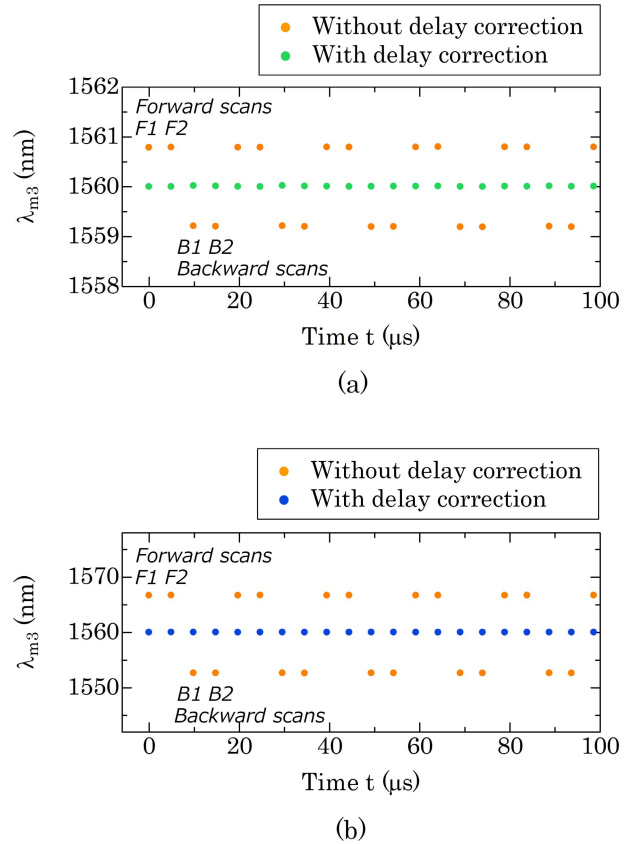 Without delay correction
With delay correction
1562
1561
1560
1559
1558
λm3 (nm)
Forward scans
F1 F2
B1 B2
Backward scans
0 20 40 60 80 100
Time t (μs)
(a)
Without delay correction
With delay correction
1570
1560
1550
λm3 (nm)
Forward scans
F1 F2
B1 B2
Backward scans
0 20 40 60 80 100
Time t (μs)
(b)